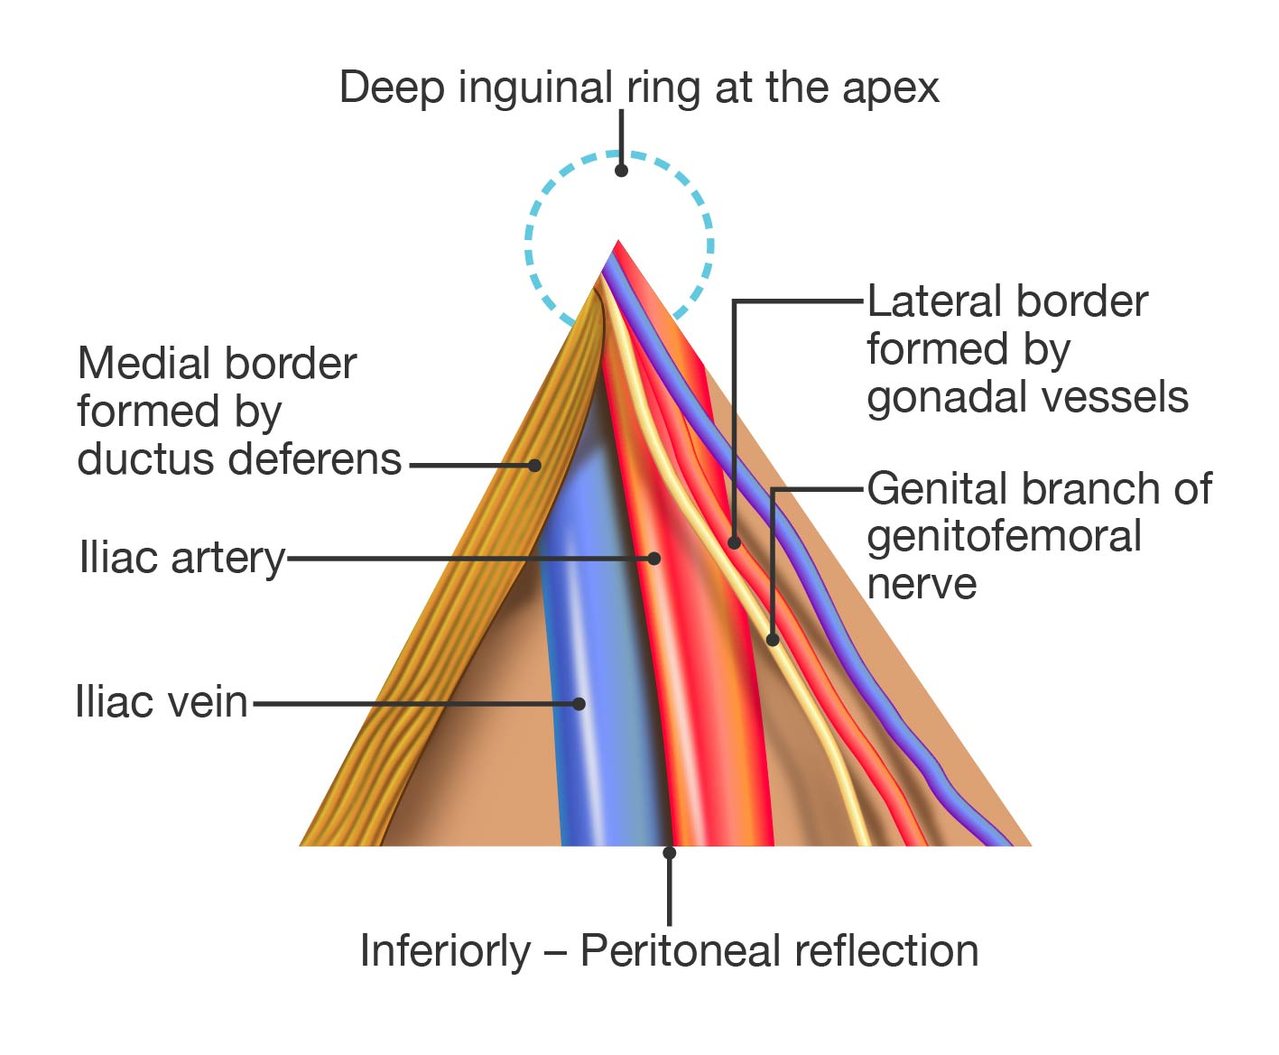 Deep inguinal ring at the apex
Lateral border
formed by
gonadal vessels
Medial border
formed by
ductus deferens
Genital branch of
genitofemoral
nerve
Iliac artery
Iliac vein
Inferiorly – Peritoneal reflection